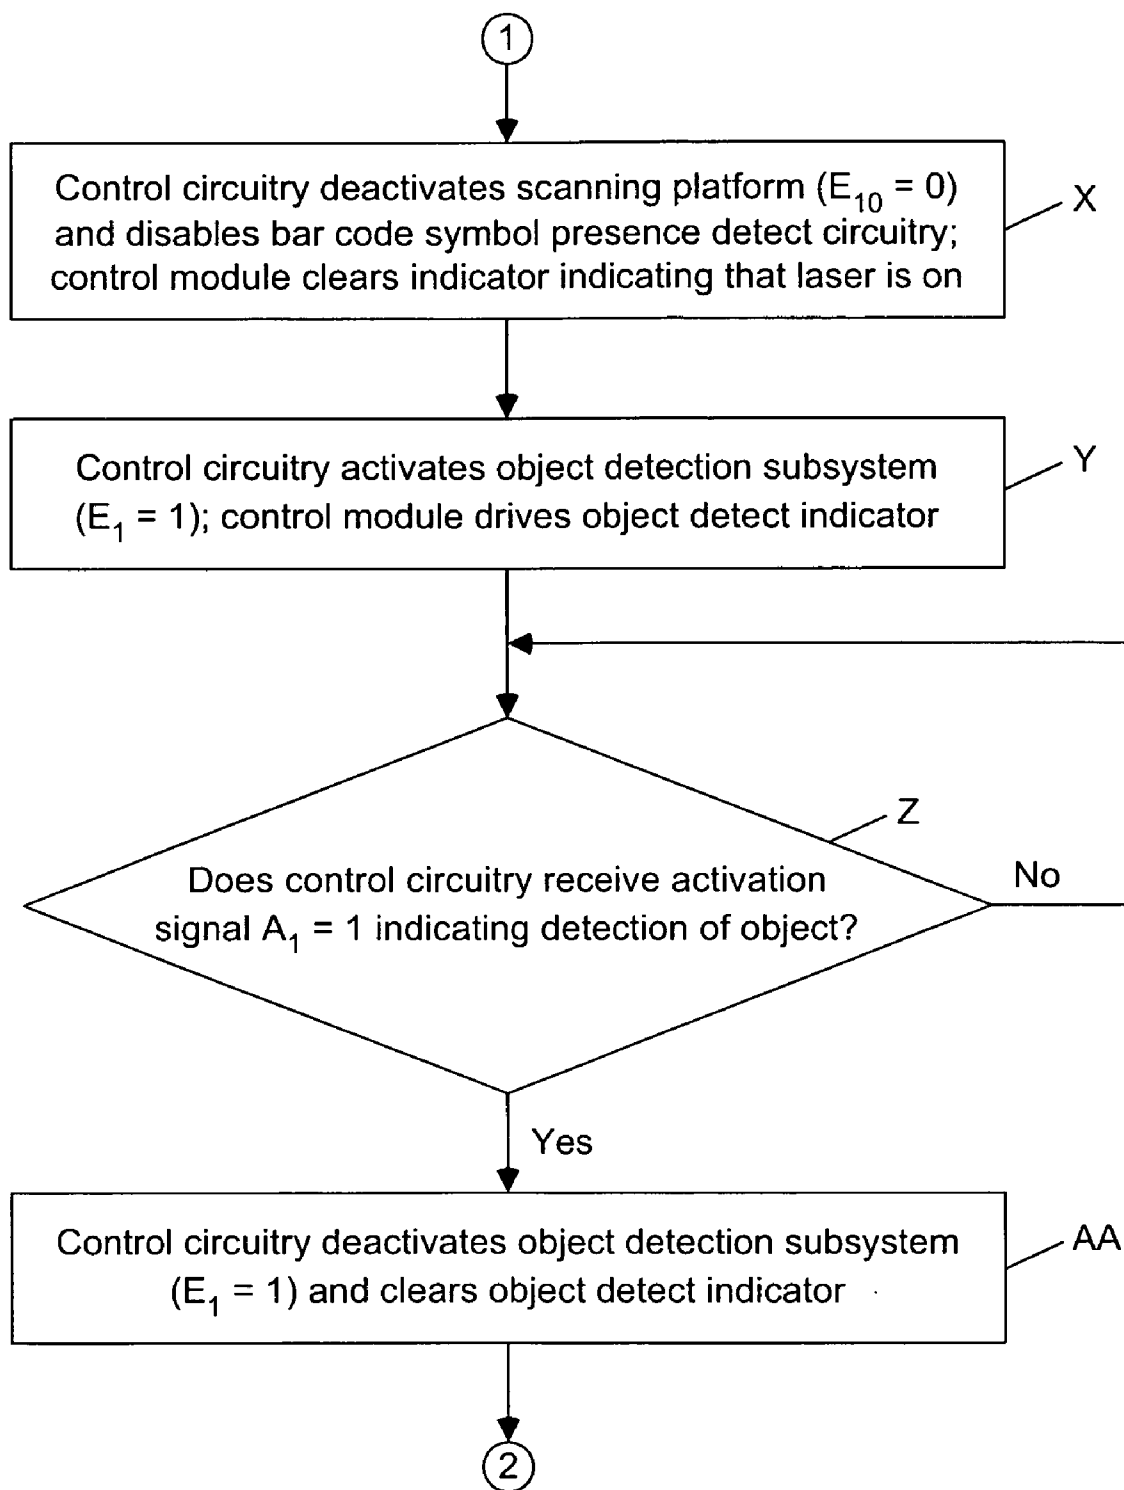 1
Control circuitry deactivates scanning platform (E₁₀ = 0)
and disables bar code symbol presence detect circuitry;
control module clears indicator indicating that laser is on
X
Control circuitry activates object detection subsystem
(E₁ = 1); control module drives object detect indicator
Y
Z
Does control circuitry receive activation
signal A₁ = 1 indicating detection of object?
No
Yes
Control circuitry deactivates object detection subsystem
(E₁ = 1) and clears object detect indicator
AA
2